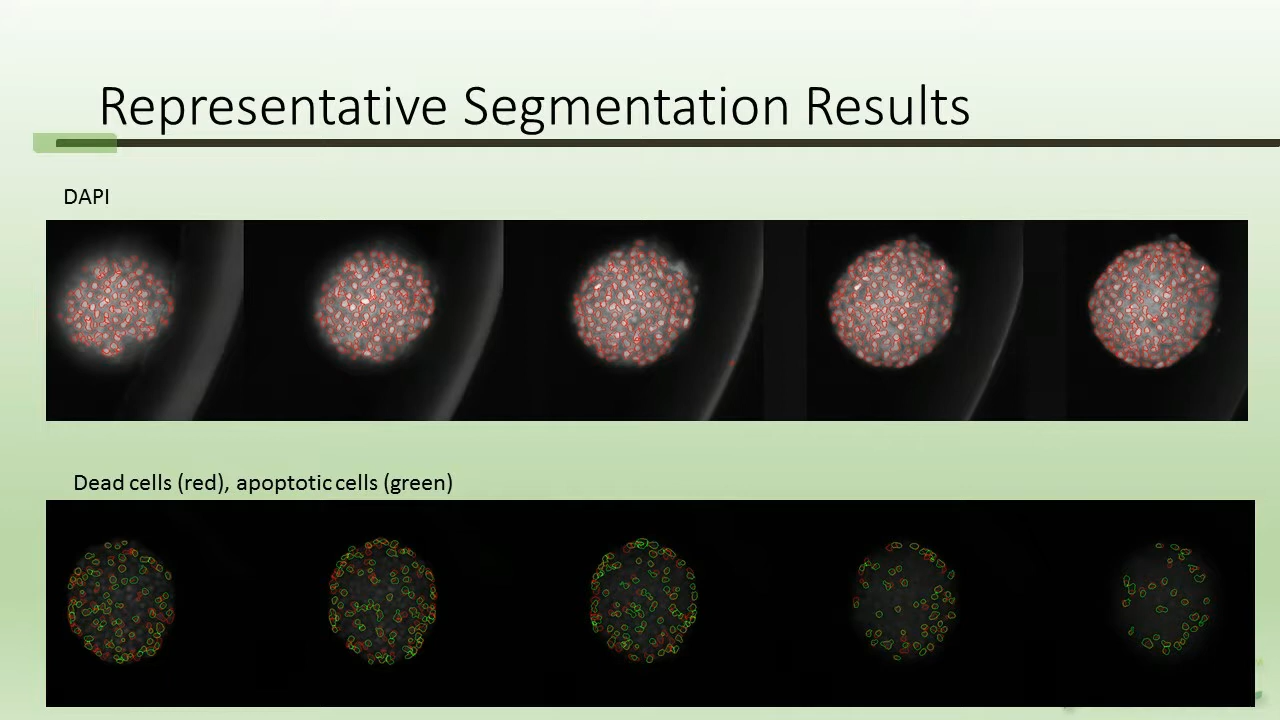 Representative Segmentation Results
DAPI
Dead cells (red), apoptotic cells (green)